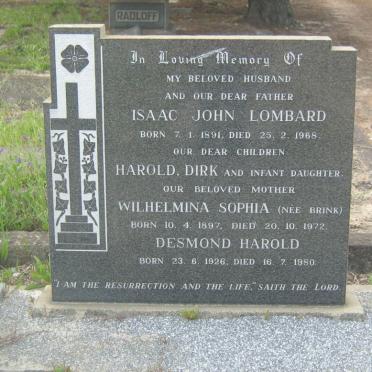 RADLOFF
In Loving Memory Of
MY BELOVED HUSBAND
AND OUR DEAR FATHER
ISAAC JOHN LOMBARD
BORN 7.1.1891, DIED 25.2.1968.
OUR DEAR CHILDREN
HAROLD, DIRK AND INFANT DAUGHTER.
OUR BELOVED MOTHER
WILHELMINA SOPHIA (NÉE BRINK)
BORN 10.4.1897, DIED 20.10.1972.
DESMOND HAROLD
BORN 23.6.1926, DIED 16.7.1980.
"I AM THE RESURRECTION AND THE LIFE," SAITH THE LORD.